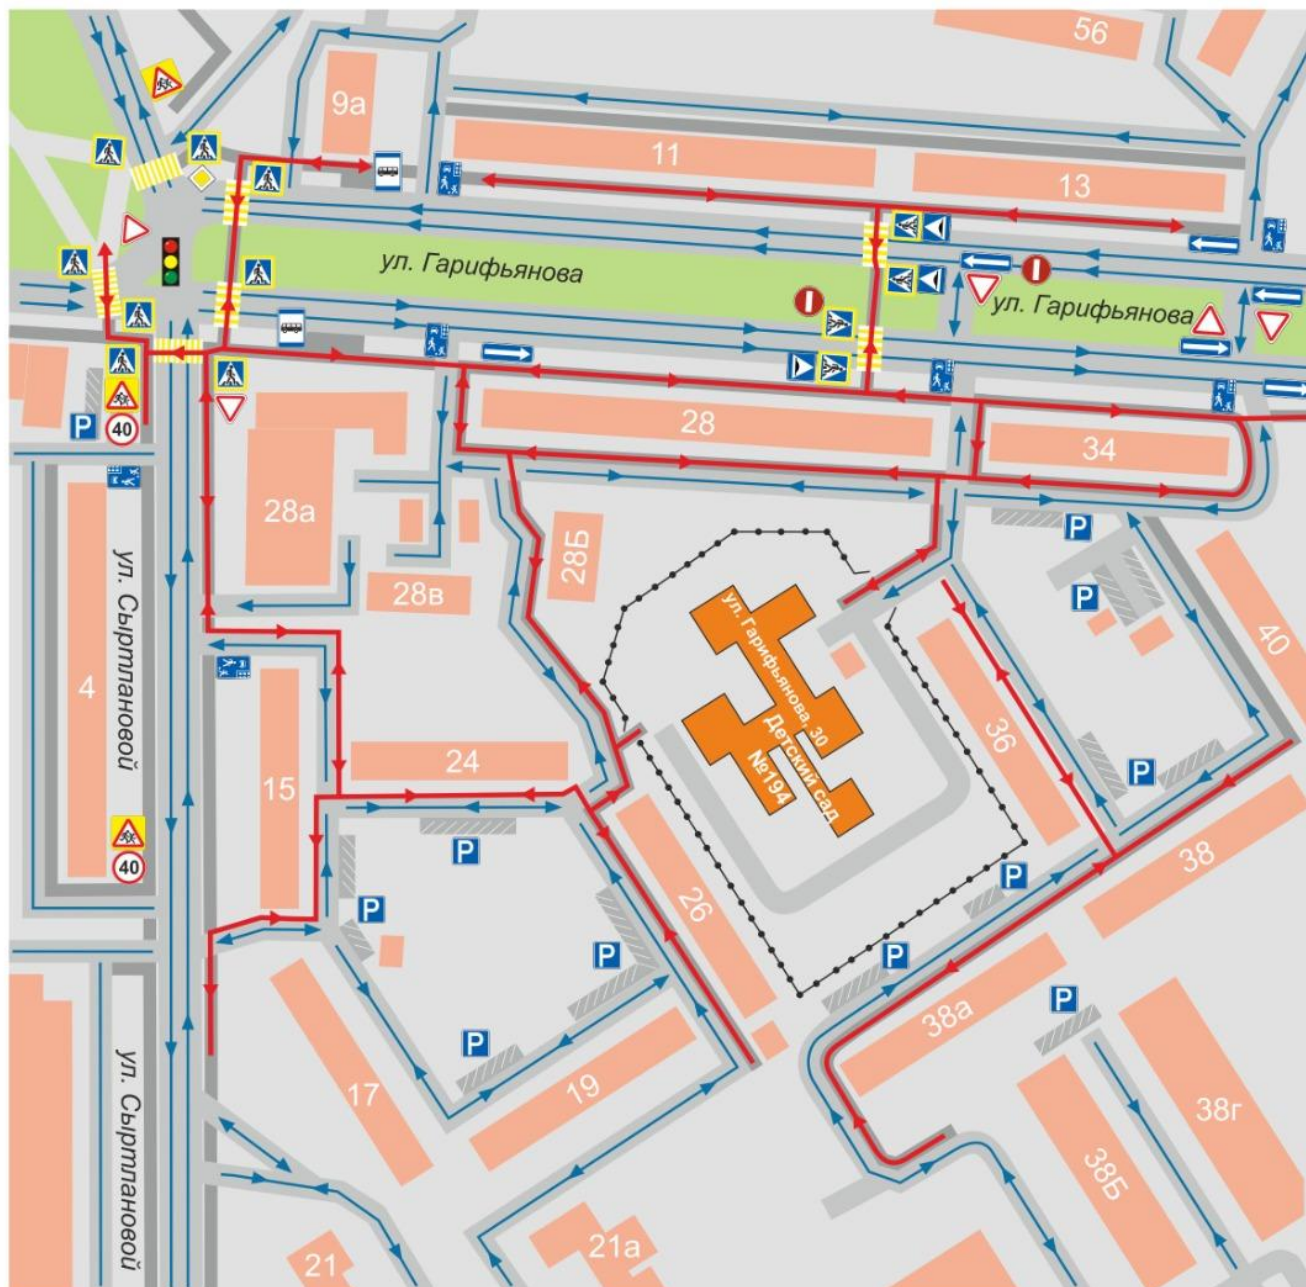 56
9а
11
13
ул. Гарифьянова
ул. Гарифьянова
28
34
40
P
28а
28Б
P
28в
P
40
4
ул. Сыртлановой
ул. Гарифьянова, 30
Детский сад
№194
36
40
15
24
P
40
P
26
P
38
P
P
P
38а
P
P
17
19
38г
38Б
ул. Сыртлановой
21
21а